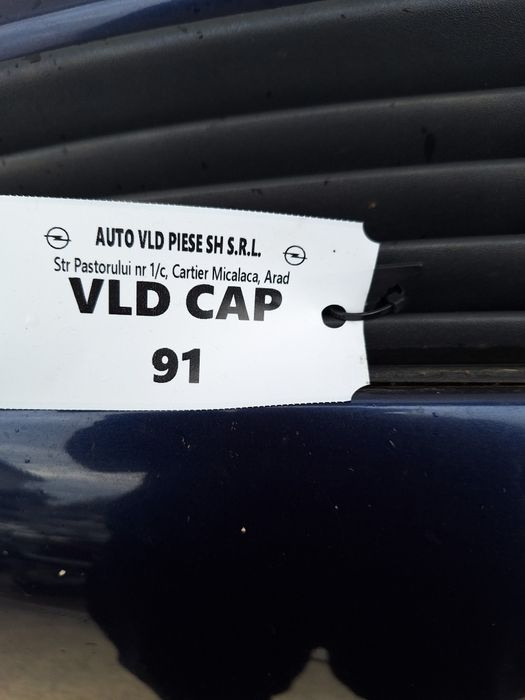 AUTO VLD PIESE SH S.R.L.
Str Pastorului nr 1/c, Cartier Micalaca, Arad
VLD CAP
91